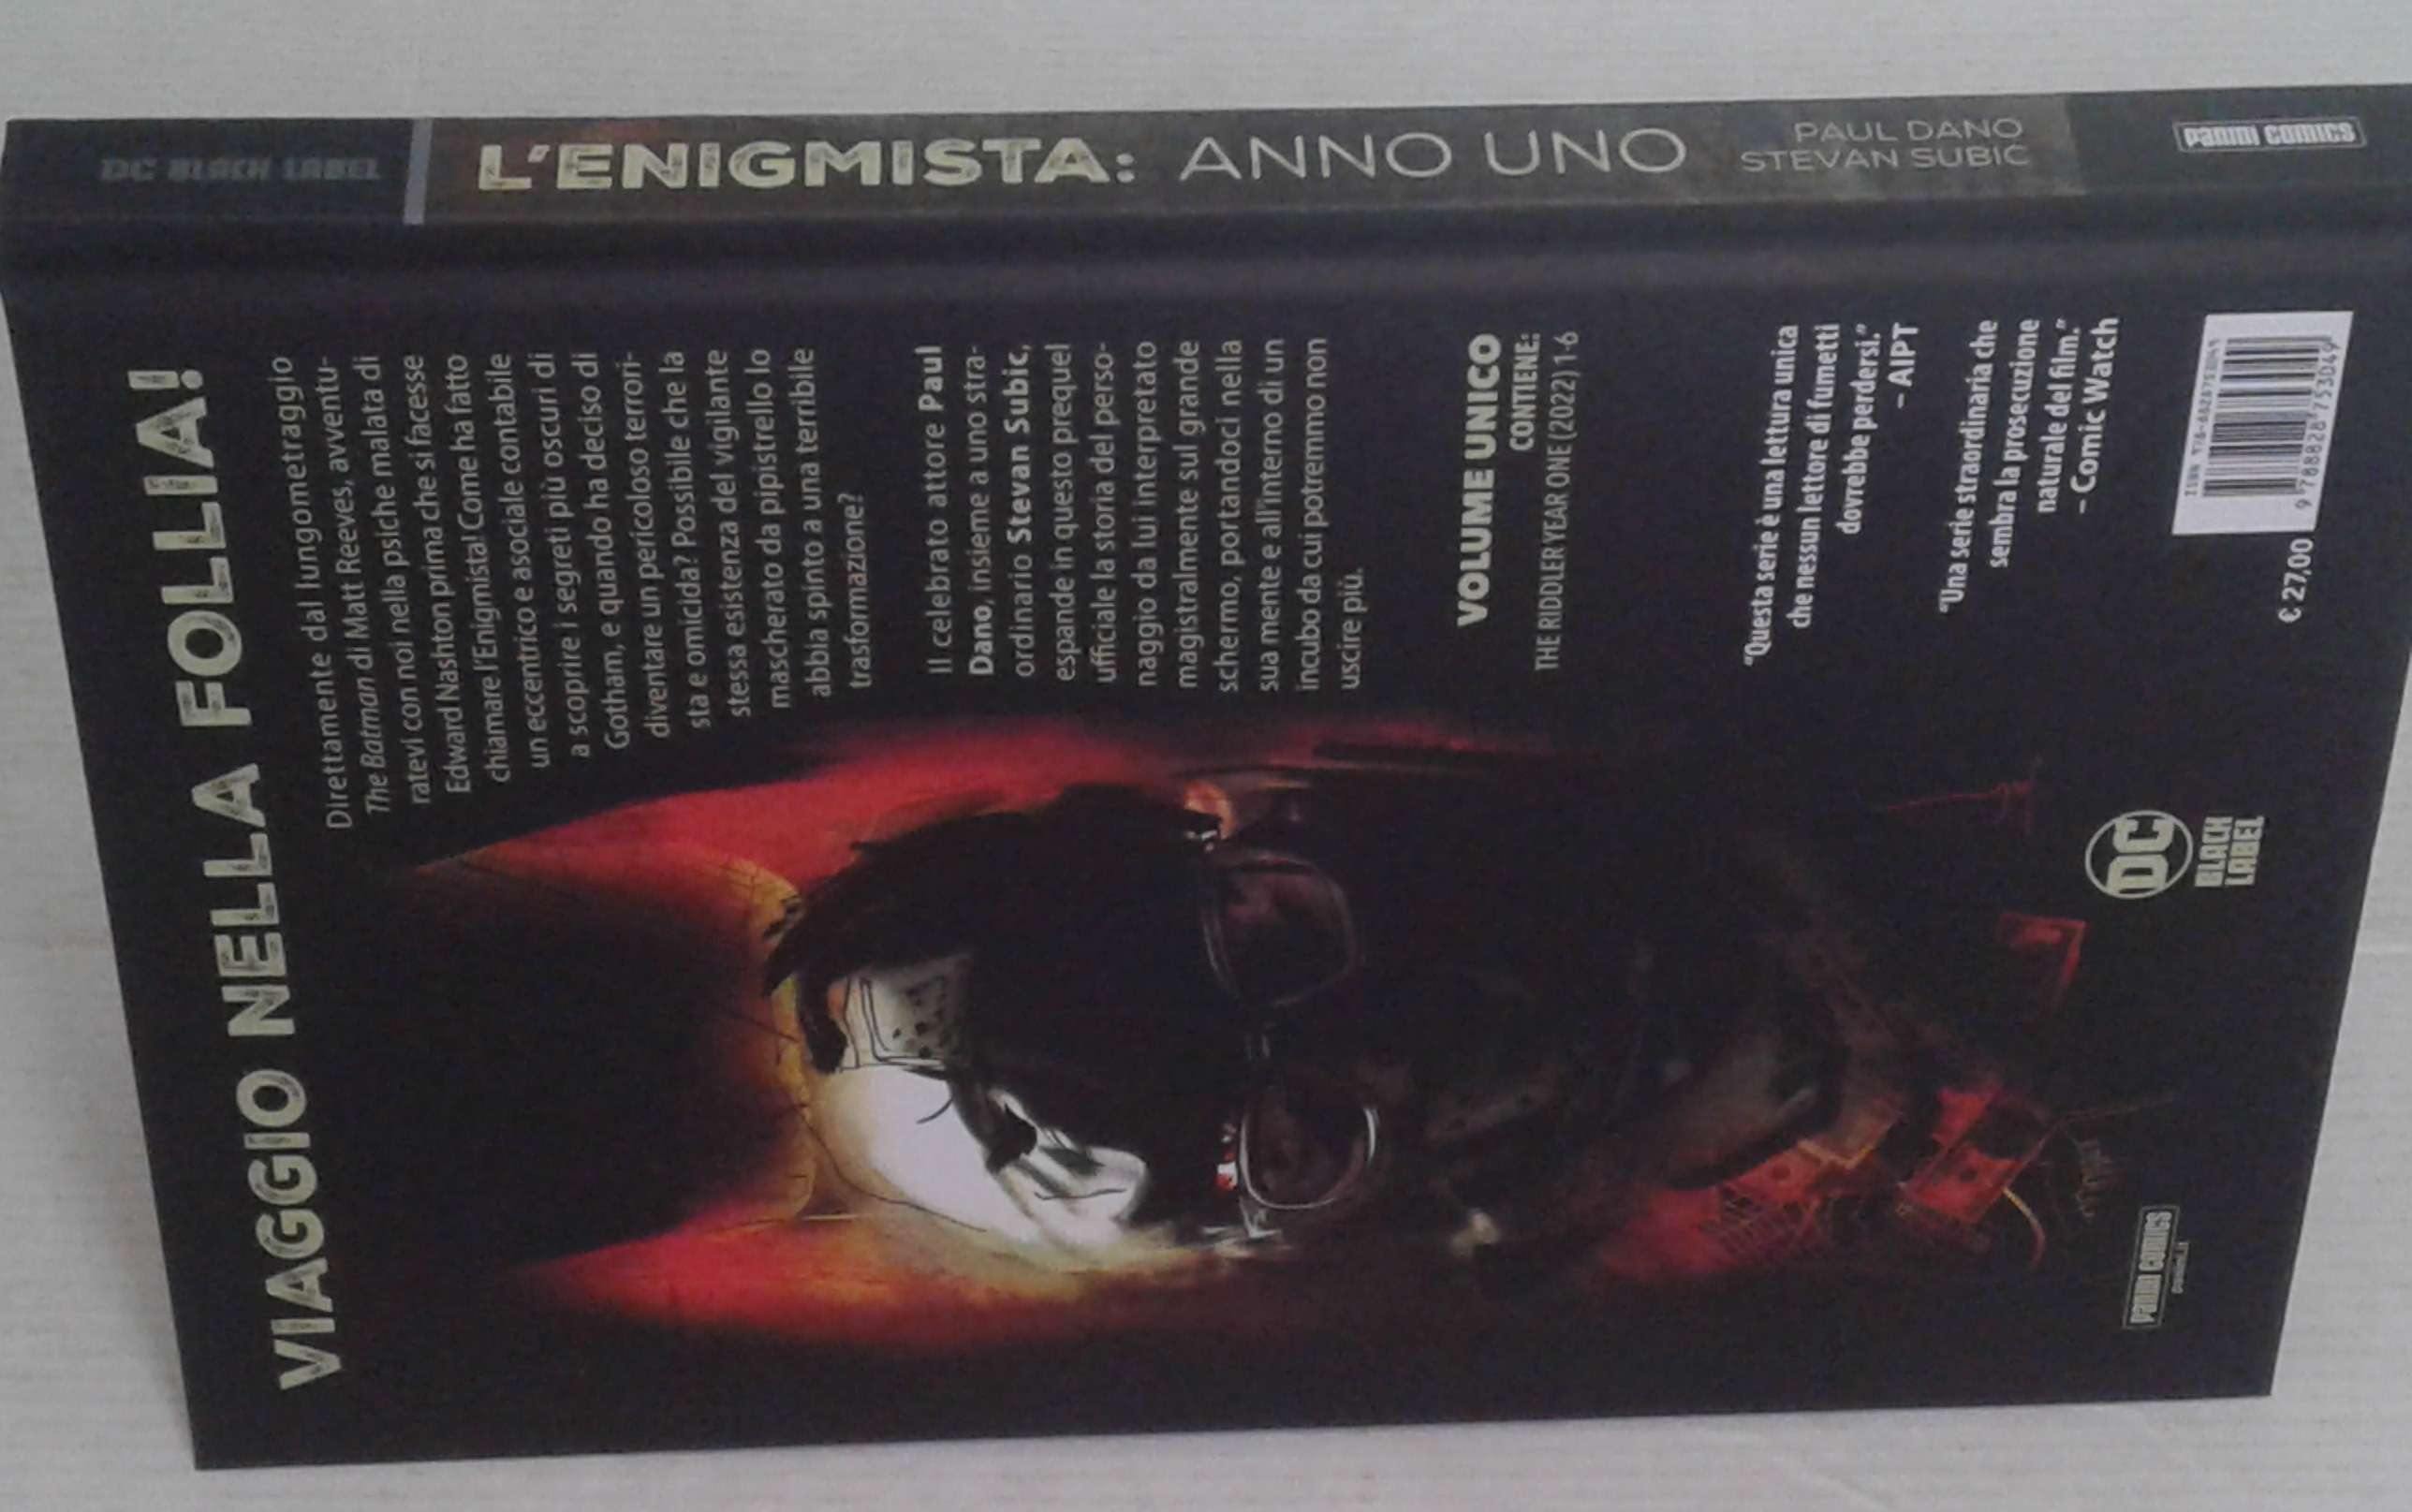 DC BLACK LABEL
L'ENIGMISTA: ANNO UNO
PAUL DANO
STEVAN SUBIC
PANINI COMICS
VIAGGIO NELLA FOLLIA!
Direttamente dal lungometraggio
The Batman di Matt Reeves, avventu-
ratevi con noi nella psiche malata di
Edward Nashton prima che si facesse
chiamare l'Enigmista! Come ha fatto
un eccentrico e asociale contabile
a scoprire i segreti più oscuri di
Gotham, e quando ha deciso di
diventare un pericoloso terrori-
sta e omicida? Possibile che la
stessa esistenza del vigilante
mascherato da pipistrello lo
abbia spinto a una terribile
trasformazione?
Il celebrato attore Paul
Dano, insieme a uno stra-
ordinario Stevan Subic,
espande in questo prequel
ufficiale la storia del perso-
naggio da lui interpretato
magistralmente sul grande
schermo, portandoci nella
sua mente e all'interno di un
incubo da cui potremmo non
uscire più.
VOLUME UNICO
CONTIENE:
THE RIDDLER YEAR ONE (2022) 1-6
"Questa serie è una lettura unica
che nessun lettore di fumetti
dovrebbe perdersi."
– AIPT
"Una serie straordinaria che
sembra la prosecuzione
naturale del film."
– Comic Watch
€ 27,00
9 788828 753049
DC
BLACK
LABEL
PANINI COMICS